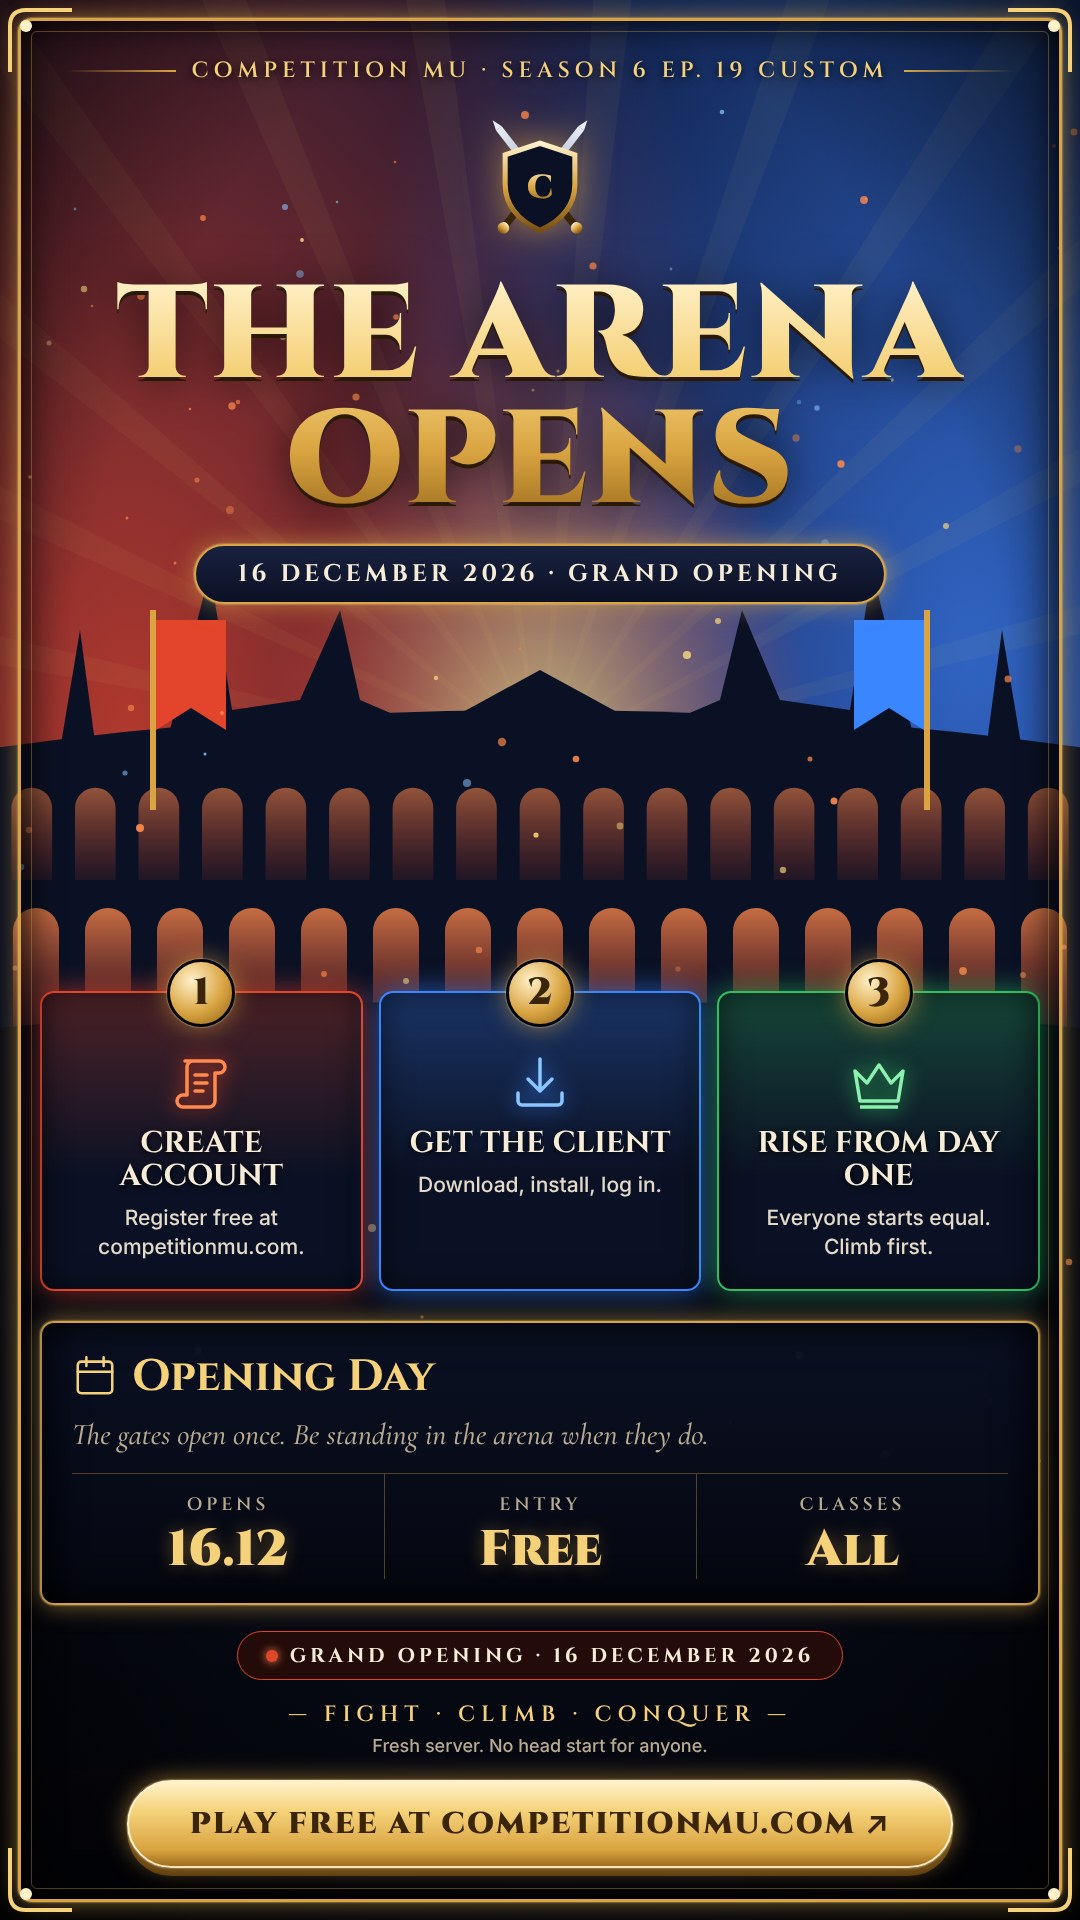 COMPETITION MU · SEASON 6 EP. 19 CUSTOM
C
THE ARENA
OPENS
16 DECEMBER 2026 · GRAND OPENING
1
CREATE
ACCOUNT
Register free at
competitionmu.com.
2
GET THE CLIENT
Download, install, log in.
3
RISE FROM DAY
ONE
Everyone starts equal.
Climb first.
OPENING DAY
The gates open once. Be standing in the arena when they do.
OPENS
16.12
ENTRY
FREE
CLASSES
ALL
GRAND OPENING · 16 DECEMBER 2026
— FIGHT · CLIMB · CONQUER —
Fresh server. No head start for anyone.
PLAY FREE AT COMPETITIONMU.COM ↗